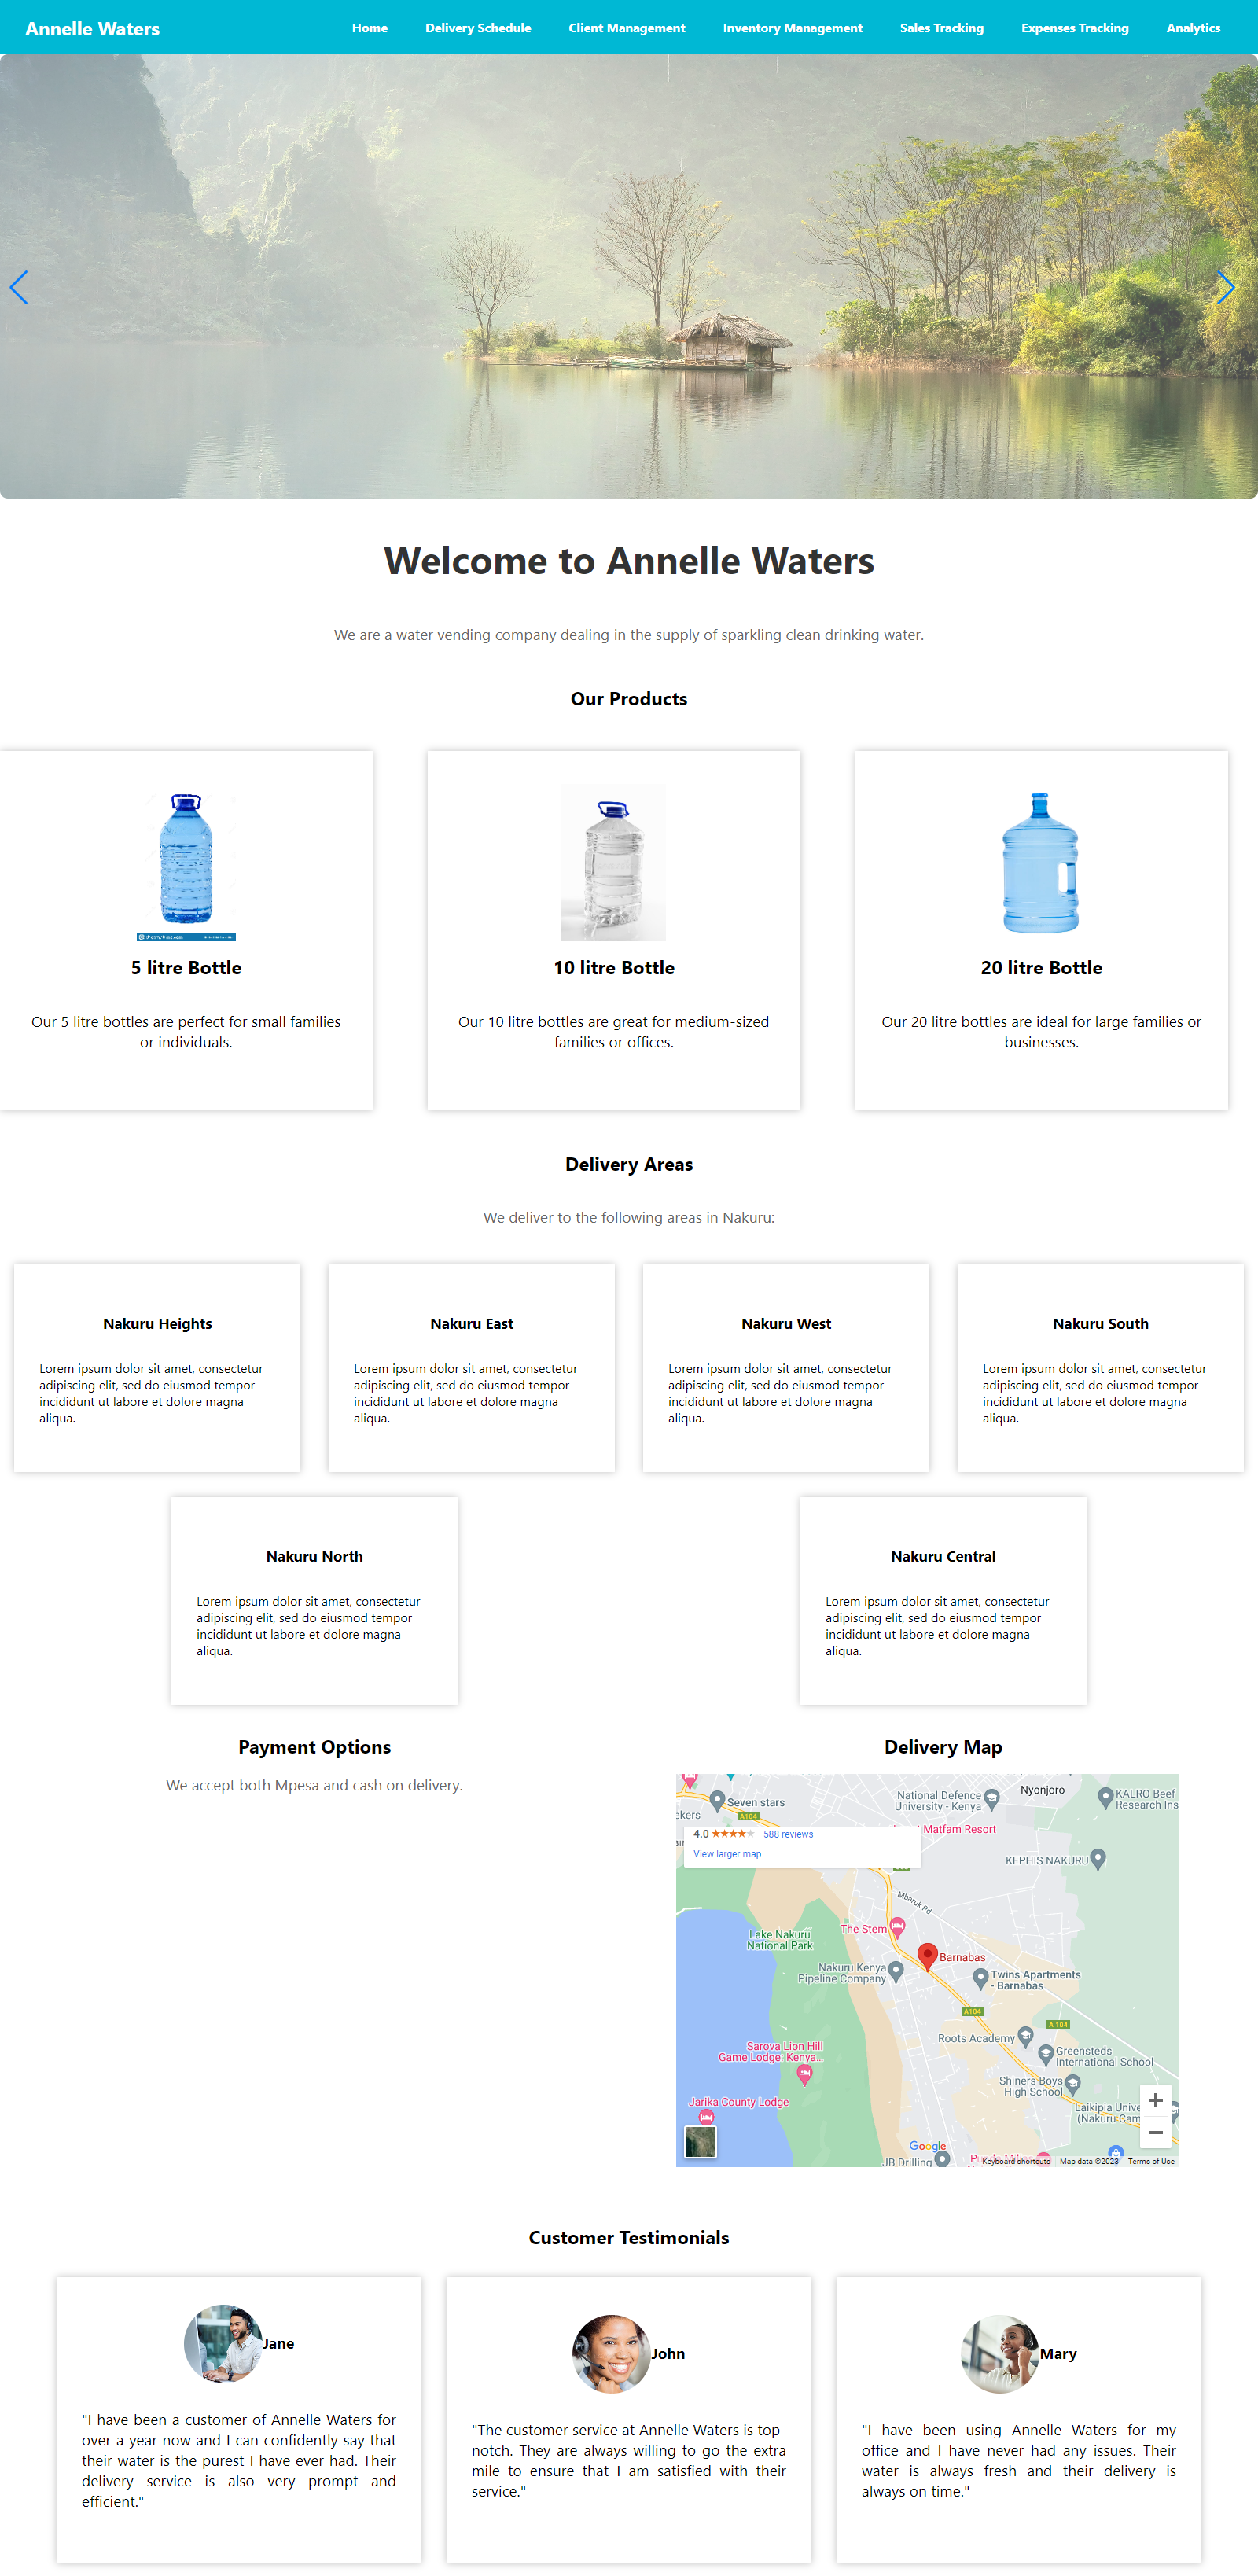 Annelle Waters
Home Delivery Schedule Client Management Inventory Management Sales Tracking Expenses Tracking Analytics
Welcome to Annelle Waters
We are a water vending company dealing in the supply of sparkling clean drinking water.
Our Products
5 litre Bottle
Our 5 litre bottles are perfect for small families
or individuals.
10 litre Bottle
Our 10 litre bottles are great for medium-sized
families or offices.
20 litre Bottle
Our 20 litre bottles are ideal for large families or
businesses.
Delivery Areas
We deliver to the following areas in Nakuru:
Nakuru Heights
Lorem ipsum dolor sit amet, consectetur
adipiscing elit, sed do eiusmod tempor
incididunt ut labore et dolore magna
aliqua.
Nakuru East
Lorem ipsum dolor sit amet, consectetur
adipiscing elit, sed do eiusmod tempor
incididunt ut labore et dolore magna
aliqua.
Nakuru West
Lorem ipsum dolor sit amet, consectetur
adipiscing elit, sed do eiusmod tempor
incididunt ut labore et dolore magna
aliqua.
Nakuru South
Lorem ipsum dolor sit amet, consectetur
adipiscing elit, sed do eiusmod tempor
incididunt ut labore et dolore magna
aliqua.
Nakuru North
Lorem ipsum dolor sit amet, consectetur
adipiscing elit, sed do eiusmod tempor
incididunt ut labore et dolore magna
aliqua.
Nakuru Central
Lorem ipsum dolor sit amet, consectetur
adipiscing elit, sed do eiusmod tempor
incididunt ut labore et dolore magna
aliqua.
Payment Options
We accept both Mpesa and cash on delivery.
Delivery Map
Seven stars
A104
National Defence
University - Kenya
Nyonjoro
KALRO Beef
Research Ins
Matfam Resort
4.0 588 reviews
View larger map
KEPHIS NAKURU
Mbaruk Rd
The Stem
Lake Nakuru
National Park
Barnabas
Nakuru Kenya
Pipeline Company
Twins Apartments
- Barnabas
A104
A 104
Roots Academy
Greensteds
International School
Sarova Lion Hill
Game Lodge: Kenya...
Shiners Boys
High School
Jarika County Lodge
Laikipia Unive
(Nakuru Cam
Google
JB Drilling
Keyboard shortcuts Map data ©2023 Terms of Use
Customer Testimonials
Jane
"I have been a customer of Annelle Waters for
over a year now and I can confidently say that
their water is the purest I have ever had. Their
delivery service is also very prompt and
efficient."
John
"The customer service at Annelle Waters is top-
notch. They are always willing to go the extra
mile to ensure that I am satisfied with their
service."
Mary
"I have been using Annelle Waters for my
office and I have never had any issues. Their
water is always fresh and their delivery is
always on time."